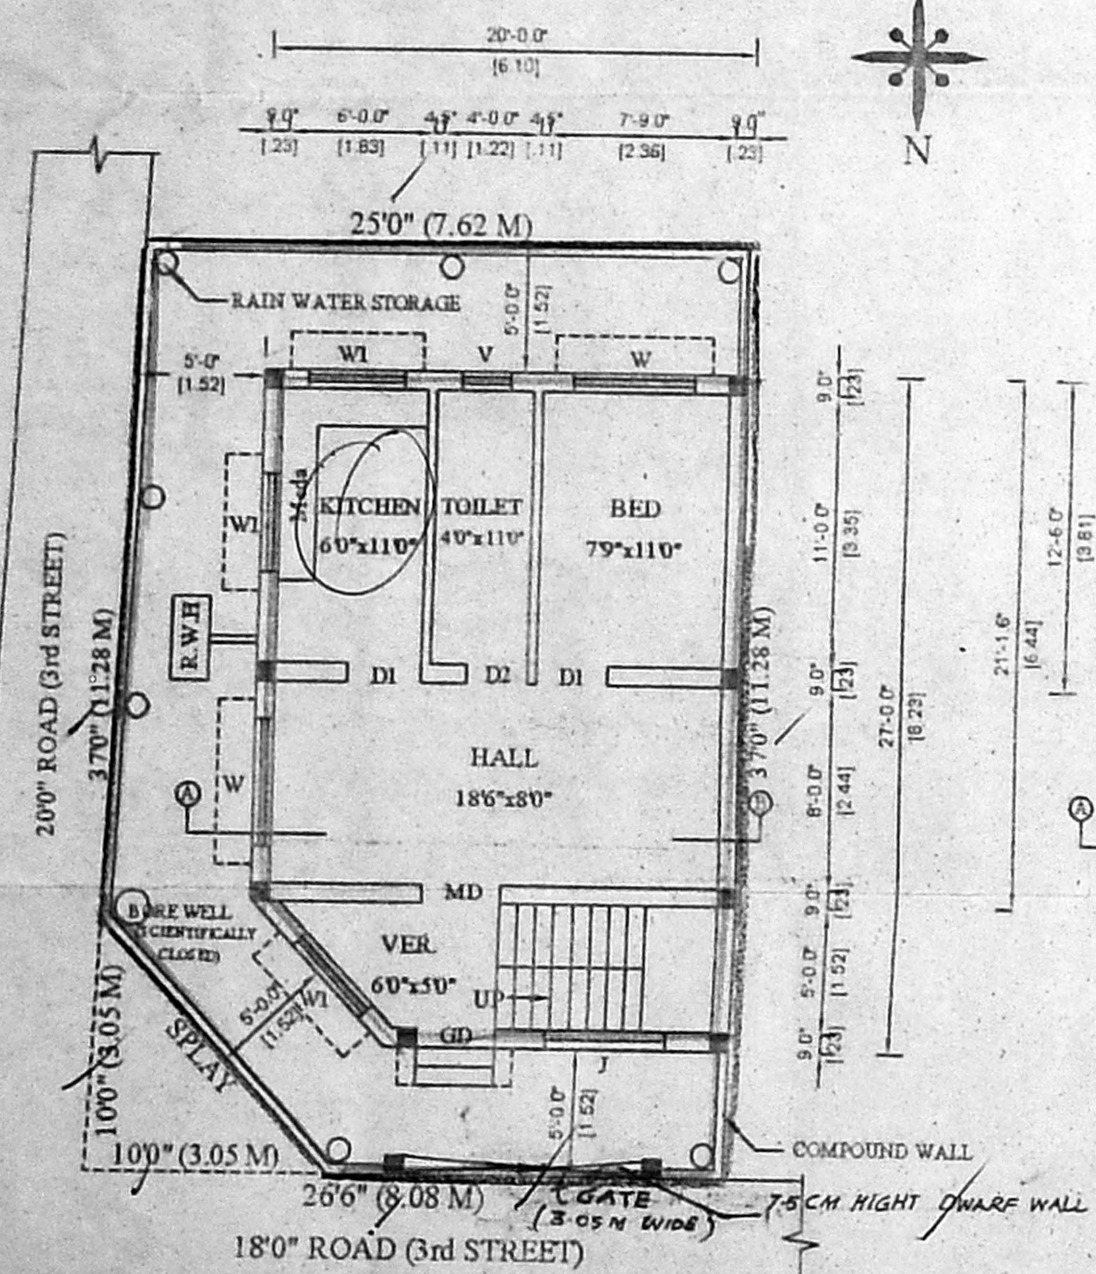 20'-0.0"
[6.10]
9.0" 6'-0.0" 4.5" 4'-0.0" 4.5" 7'-9.0" 9.0"
[.23] [1.83] [.11] [1.22] [.11] [2.36] [.23]
N
25'0" (7.62 M)
RAIN WATER STORAGE
5'-0.0"
[1.52]
W1 V W
5'-0"
[1.52]
9.0"
[.23]
W1
KITCHEN TOILET BED
6'0"x11'0" 4'0"x11'0" 7'9"x11'0"
11'-0.0"
[3.35]
12'-6.0"
[3.81]
20'0" ROAD (3rd STREET)
37'0" (11.28 M)
R.W.H
D1 D2 D1
37'0" (11.28 M)
9.0"
[.23]
21'-1.6"
[6.44]
27'-0.0"
[8.23]
HALL
18'6"x8'0"
W
A B A
8'-0.0"
[2.44]
MD
9.0"
[.23]
BORE WELL
(SCIENTIFICALLY
CLOSED)
VER
6'0"x5'0"
UP
5'-0.0"
[1.52]
W1
5'-0.0"
[1.52]
GD
J
9.0"
[.23]
SPLAY
10'0" (3.05 M)
5'-0.0"
[1.52]
10'0" (3.05 M)
COMPOUND WALL
26'6" (8.08 M)
GATE
(3.05 M WIDE)
7.5 CM HIGHT DWARF WALL
18'0" ROAD (3rd STREET)